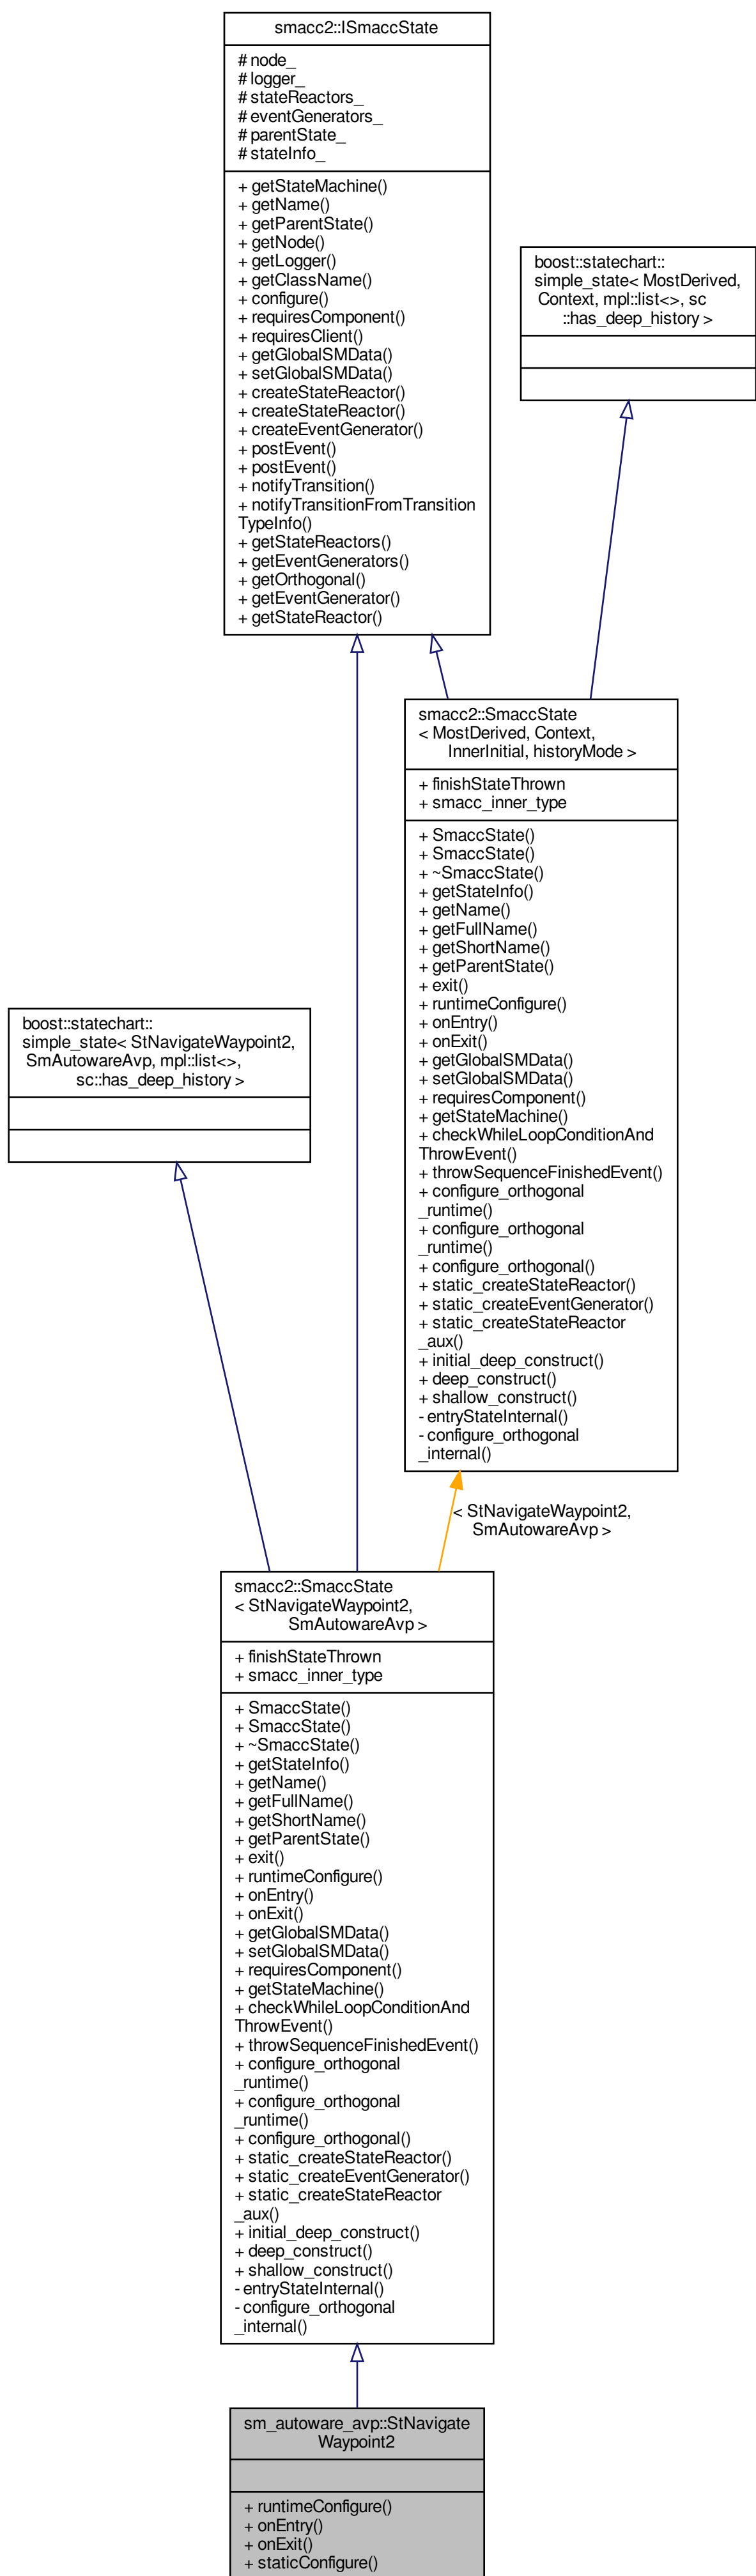 smacc2::ISmaccState
# node_
# logger_
# stateReactors_
# eventGenerators_
# parentState_
# stateInfo_
+ getStateMachine()
+ getName()
+ getParentState()
+ getNode()
+ getLogger()
+ getClassName()
+ configure()
+ requiresComponent()
+ requiresClient()
+ getGlobalSMData()
+ setGlobalSMData()
+ createStateReactor()
+ createStateReactor()
+ createEventGenerator()
+ postEvent()
+ postEvent()
+ notifyTransition()
+ notifyTransitionFromTransition
TypeInfo()
+ getStateReactors()
+ getEventGenerators()
+ getOrthogonal()
+ getEventGenerator()
+ getStateReactor()
boost::statechart::
simple_state< MostDerived,
Context, mpl::list<>, sc
::has_deep_history >
smacc2::SmaccState
< MostDerived, Context,
InnerInitial, historyMode >
+ finishStateThrown
+ smacc_inner_type
+ SmaccState()
+ SmaccState()
+ ~SmaccState()
+ getStateInfo()
+ getName()
+ getFullName()
+ getShortName()
+ getParentState()
+ exit()
+ runtimeConfigure()
+ onEntry()
+ onExit()
+ getGlobalSMData()
+ setGlobalSMData()
+ requiresComponent()
+ getStateMachine()
+ checkWhileLoopConditionAnd
ThrowEvent()
+ throwSequenceFinishedEvent()
+ configure_orthogonal
_runtime()
+ configure_orthogonal
_runtime()
+ configure_orthogonal()
+ static_createStateReactor()
+ static_createEventGenerator()
+ static_createStateReactor
_aux()
+ initial_deep_construct()
+ deep_construct()
+ shallow_construct()
- entryStateInternal()
- configure_orthogonal
_internal()
boost::statechart::
simple_state< StNavigateWaypoint2,
SmAutowareAvp, mpl::list<>,
sc::has_deep_history >
< StNavigateWaypoint2,
SmAutowareAvp >
smacc2::SmaccState
< StNavigateWaypoint2,
SmAutowareAvp >
+ finishStateThrown
+ smacc_inner_type
+ SmaccState()
+ SmaccState()
+ ~SmaccState()
+ getStateInfo()
+ getName()
+ getFullName()
+ getShortName()
+ getParentState()
+ exit()
+ runtimeConfigure()
+ onEntry()
+ onExit()
+ getGlobalSMData()
+ setGlobalSMData()
+ requiresComponent()
+ getStateMachine()
+ checkWhileLoopConditionAnd
ThrowEvent()
+ throwSequenceFinishedEvent()
+ configure_orthogonal
_runtime()
+ configure_orthogonal
_runtime()
+ configure_orthogonal()
+ static_createStateReactor()
+ static_createEventGenerator()
+ static_createStateReactor
_aux()
+ initial_deep_construct()
+ deep_construct()
+ shallow_construct()
- entryStateInternal()
- configure_orthogonal
_internal()
sm_autoware_avp::StNavigate
Waypoint2
+ runtimeConfigure()
+ onEntry()
+ onExit()
+ staticConfigure()